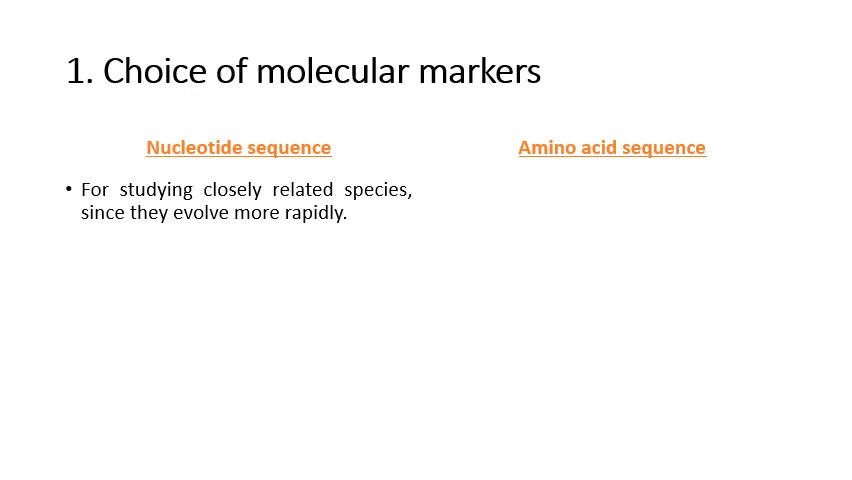 1. Choice of molecular markers
Nucleotide sequence
Amino acid sequence
• For studying closely related species,
since they evolve more rapidly.